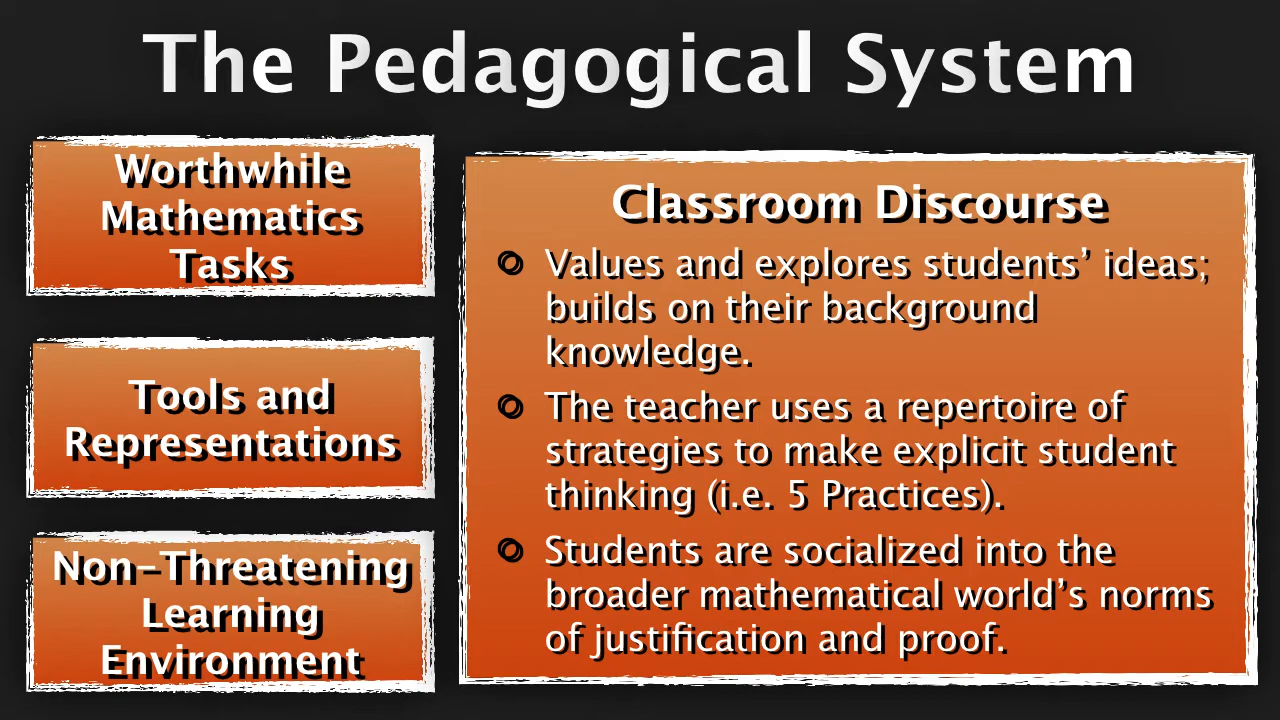 The Pedagogical System
Worthwhile
Mathematics
Tasks
Tools and
Representations
Non-Threatening
Learning
Environment
Classroom Discourse
Values and explores students’ ideas;
builds on their background
knowledge.
The teacher uses a repertoire of
strategies to make explicit student
thinking (i.e. 5 Practices).
Students are socialized into the
broader mathematical world’s norms
of justification and proof.